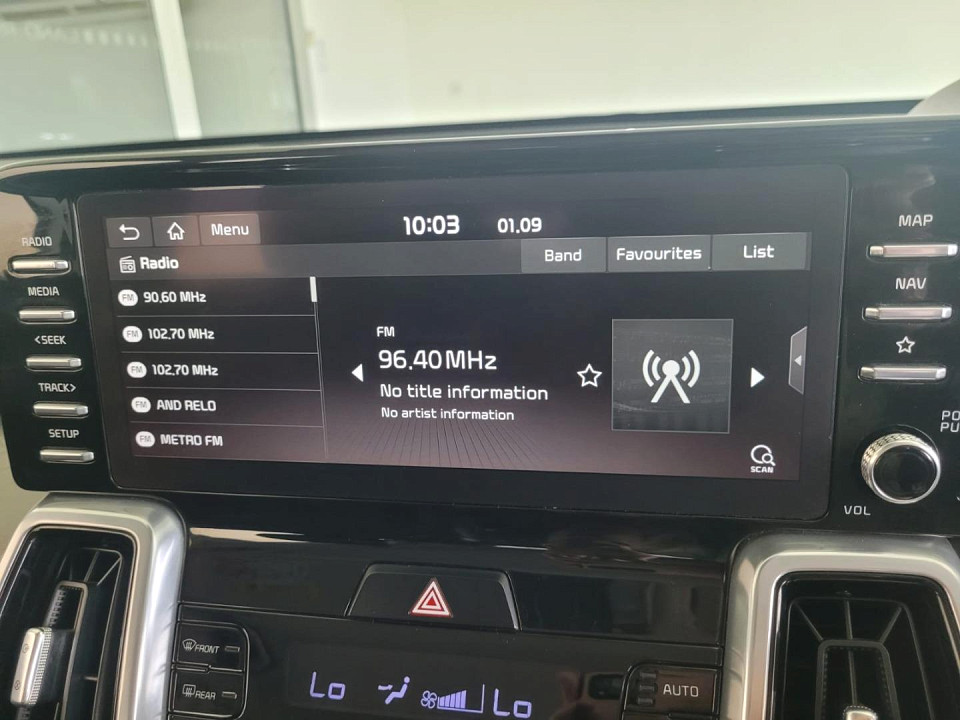 RADIO
MEDIA
<SEEK
TRACK>
SETUP
Menu
10:03
01.09
Radio
Band
Favourites
List
FM 90.60 MHz
FM 102.70 MHz
FM 102.70 MHz
FM AND RELO
FM METRO FM
FM
96.40 MHz
No title information
No artist information
SCAN
MAP
NAV
PO
PU
VOL
FRONT
REAR
Lo
Lo
AUTO